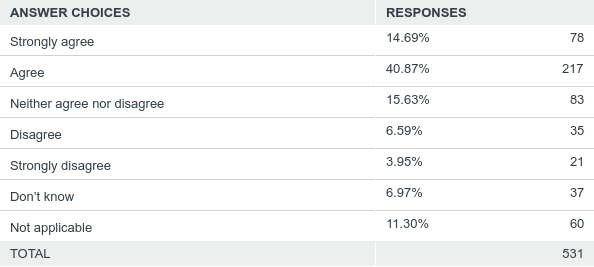 ANSWER CHOICES RESPONSES
Strongly agree 14.69% 78
Agree 40.87% 217
Neither agree nor disagree 15.63% 83
Disagree 6.59% 35
Strongly disagree 3.95% 21
Don't know 6.97% 37
Not applicable 11.30% 60
TOTAL 531